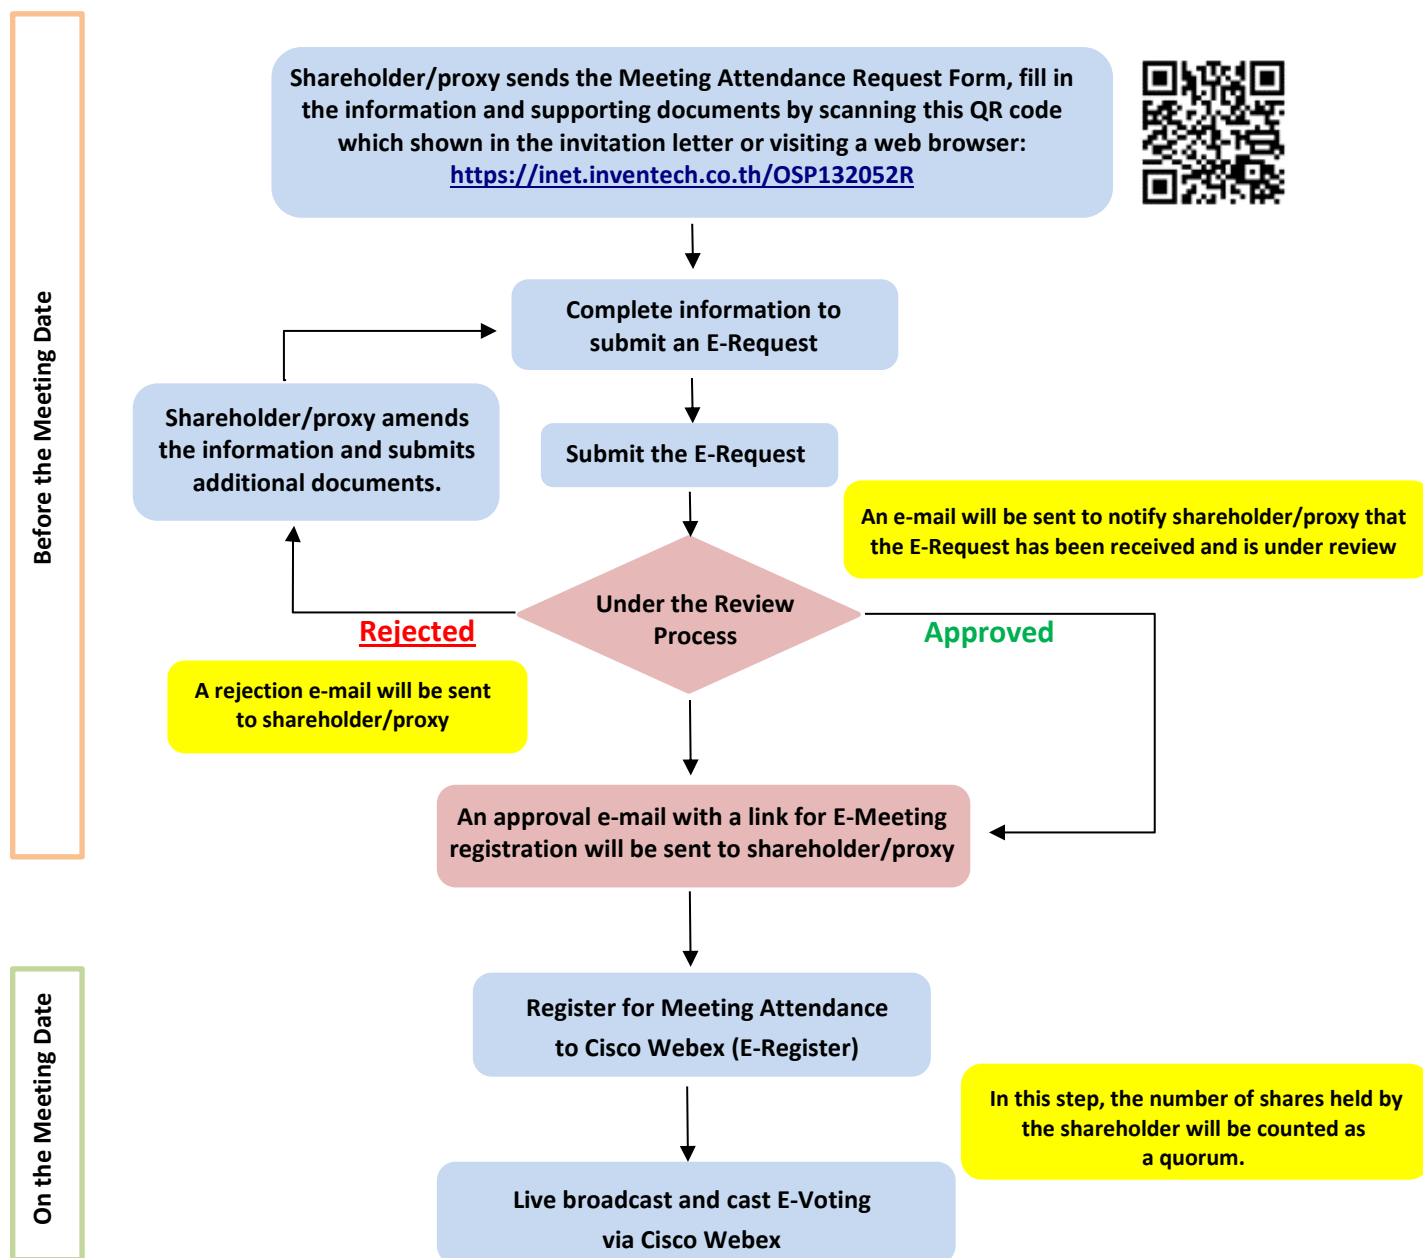 Before the Meeting Date
Shareholder/proxy sends the Meeting Attendance Request Form, fill in
the information and supporting documents by scanning this QR code
which shown in the invitation letter or visiting a web browser:
https://inet.inventech.co.th/OSP132052R
Complete information to
submit an E-Request
Shareholder/proxy amends
the information and submits
additional documents.
Submit the E-Request
An e-mail will be sent to notify shareholder/proxy that
the E-Request has been received and is under review
Under the Review
Process
Rejected
Approved
A rejection e-mail will be sent
to shareholder/proxy
An approval e-mail with a link for E-Meeting
registration will be sent to shareholder/proxy
On the Meeting Date
Register for Meeting Attendance
to Cisco Webex (E-Register)
In this step, the number of shares held by
the shareholder will be counted as
a quorum.
Live broadcast and cast E-Voting
via Cisco Webex